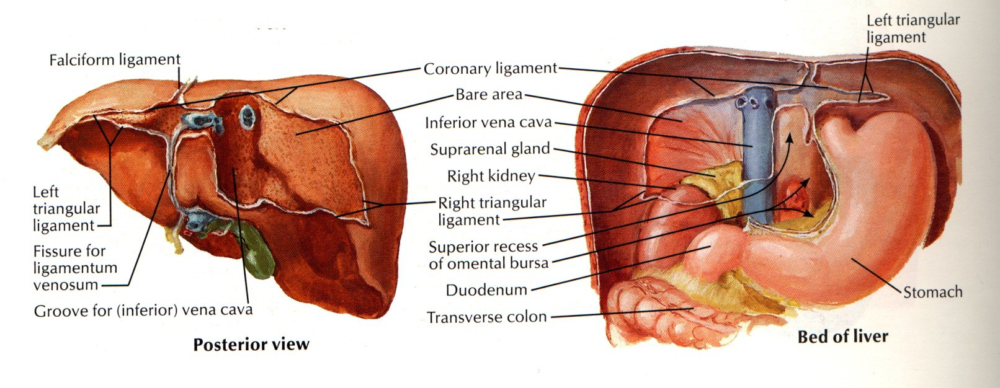 Left triangular
ligament
Falciform ligament
Coronary ligament
Bare area
Inferior vena cava
Suprarenal gland
Right kidney
Left
triangular
ligament
Right triangular
ligament
Superior recess
of omental bursa
Fissure for
ligamentum
venosum
Duodenum
Stomach
Groove for (inferior) vena cava
Transverse colon
Posterior view
Bed of liver